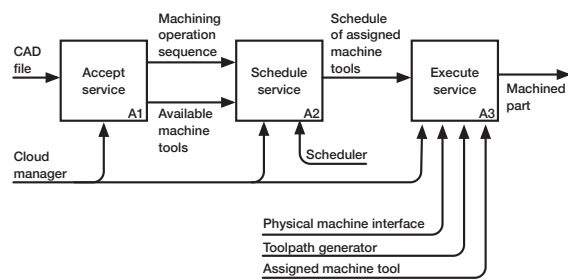 Machining
operation
sequence
Schedule
of assigned
machine
tools
CAD
file
Accept
service
A1
Schedule
service
A2
Execute
service
A3
Machined
part
Available
machine
tools
Cloud
manager
Scheduler
Physical machine interface
Toolpath generator
Assigned machine tool